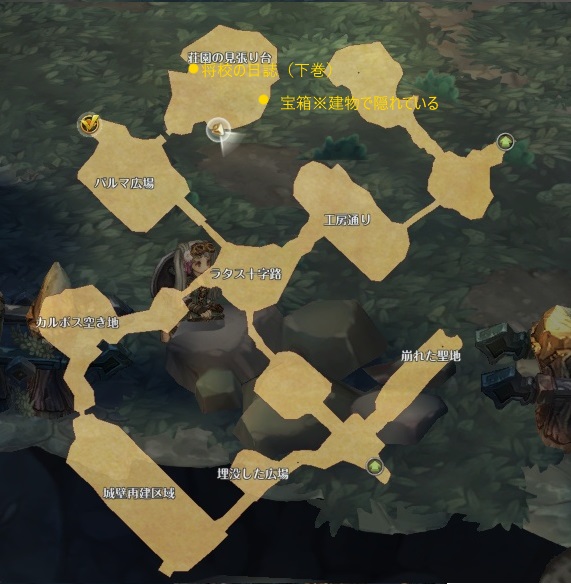 荘園の見張り台
将校の日誌（下巻）
宝箱※建物で隠れている
パルマ広場
工房通り
ラタス十字路
カルポス空き地
崩れた聖地
埋没した広場
城壁再建区域